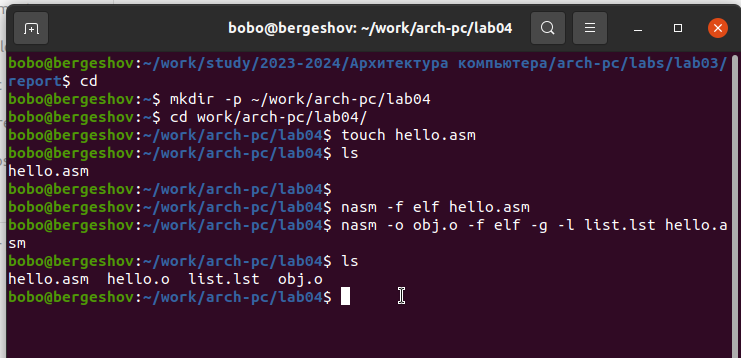 bobo@bergeshov: ~/work/arch-pc/lab04
bobo@bergeshov:~/work/study/2023-2024/Архитектура компьютера/arch-pc/labs/lab03/
report$ cd
bobo@bergeshov:~$ mkdir -p ~/work/arch-pc/lab04
bobo@bergeshov:~$ cd work/arch-pc/lab04/
bobo@bergeshov:~/work/arch-pc/lab04$ touch hello.asm
bobo@bergeshov:~/work/arch-pc/lab04$ ls
hello.asm
bobo@bergeshov:~/work/arch-pc/lab04$
bobo@bergeshov:~/work/arch-pc/lab04$ nasm -f elf hello.asm
bobo@bergeshov:~/work/arch-pc/lab04$ nasm -o obj.o -f elf -g -l list.lst hello.a
sm
bobo@bergeshov:~/work/arch-pc/lab04$ ls
hello.asm  hello.o  list.lst  obj.o
bobo@bergeshov:~/work/arch-pc/lab04$